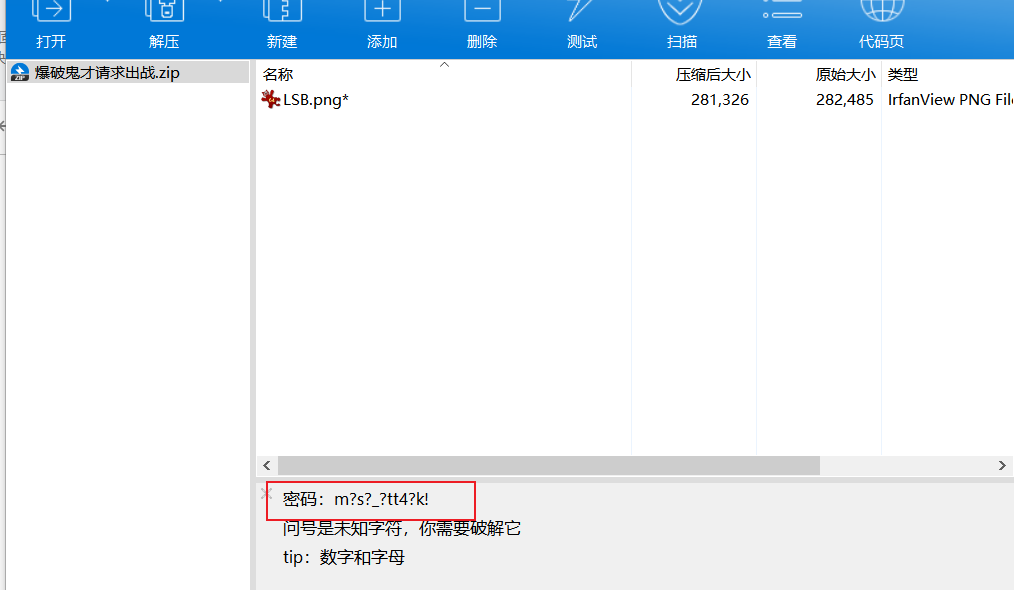 打开 解压 新建 添加 删除 测试 扫描 查看 代码页
爆破鬼才请求出战.zip
名称 压缩后大小 原始大小 类型
LSB.png* 281,326 282,485 IrfanView PNG File
密码：m?s?_?tt4?k!
问号是未知字符，你需要破解它
tip：数字和字母